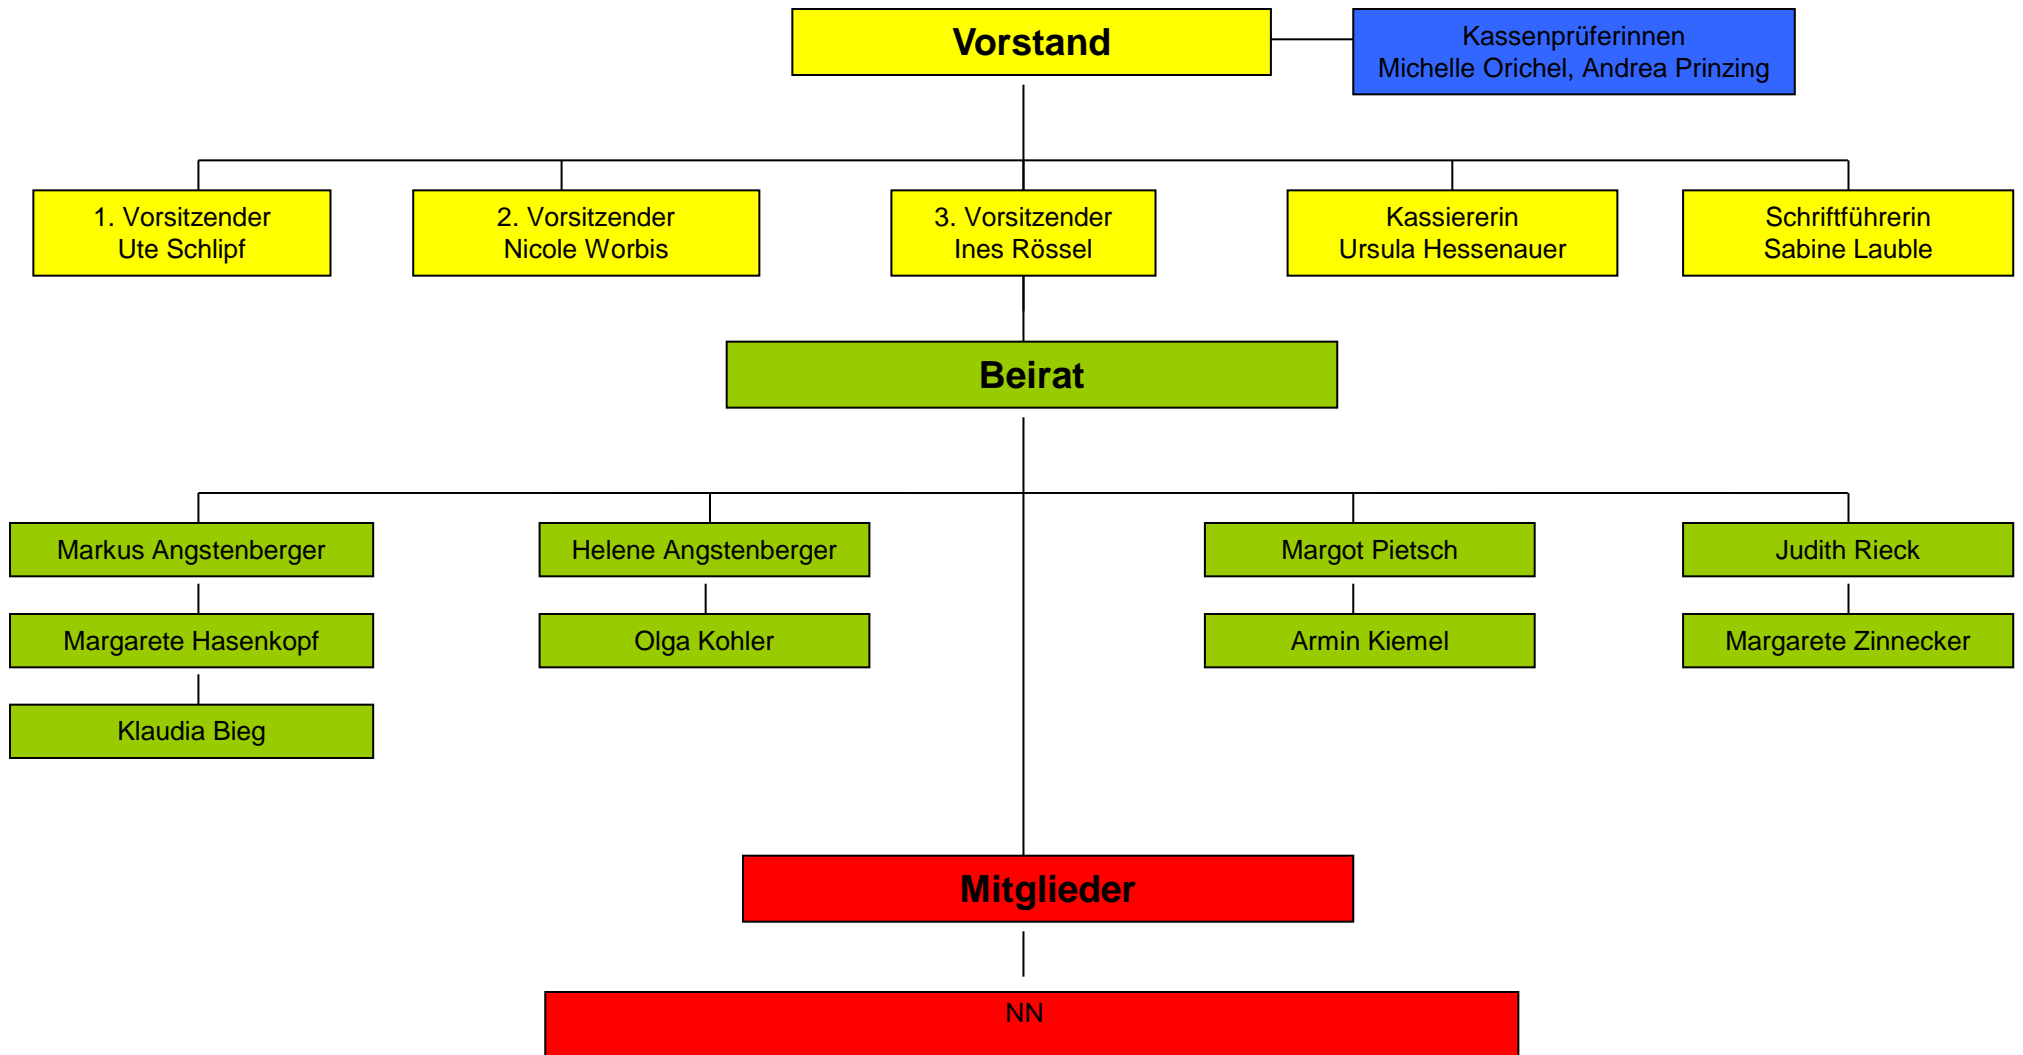 Vorstand
Kassenprüferinnen
Michelle Orichel, Andrea Prinzing
1. Vorsitzender
Ute Schlipf
2. Vorsitzender
Nicole Worbis
3. Vorsitzender
Ines Rössel
Kassiererin
Ursula Hessenauer
Schriftführerin
Sabine Lauble
Beirat
Markus Angstenberger
Helene Angstenberger
Margot Pietsch
Judith Rieck
Margarete Hasenkopf
Olga Kohler
Armin Kiemel
Margarete Zinnecker
Klaudia Bieg
Mitglieder
NN